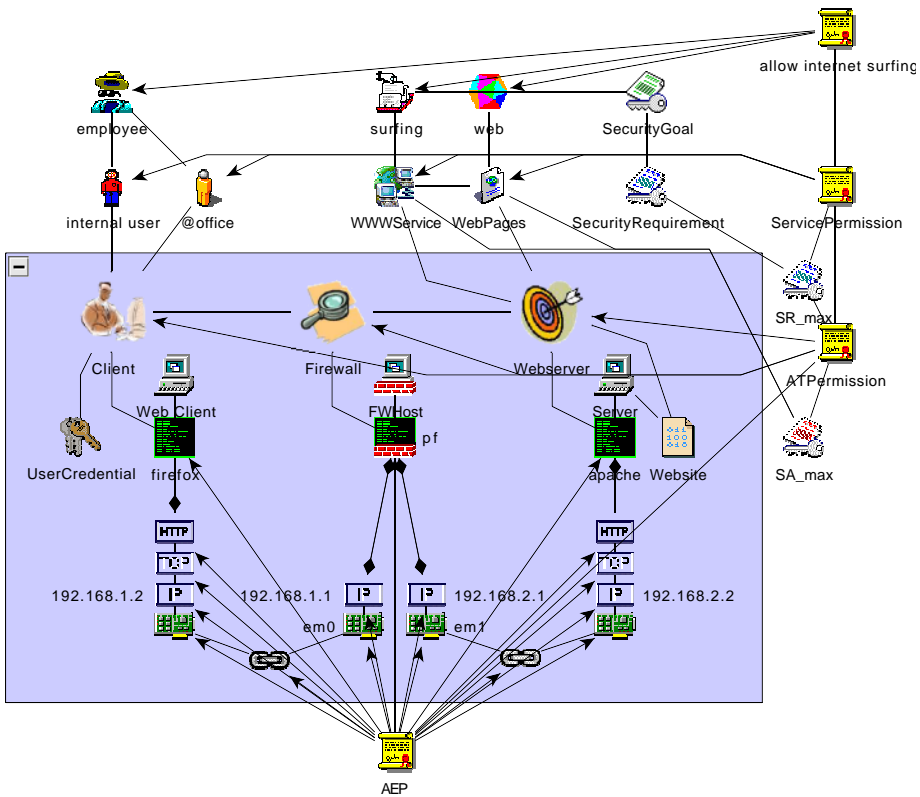 allow internet surfing
employee
surfing
web
SecurityGoal
internal user
@office
WWWService
WebPages
SecurityRequirement
ServicePermission
SR_max
Client
Firewall
Webserver
ATPermission
Web Client
FWHost
Server
pf
UserCredential
firefox
apache
Website
SA_max
HTTP
HTTP
TCP
TCP
192.168.1.2
IP
192.168.1.1
IP
IP
192.168.2.1
IP
192.168.2.2
em0
em1
AEP